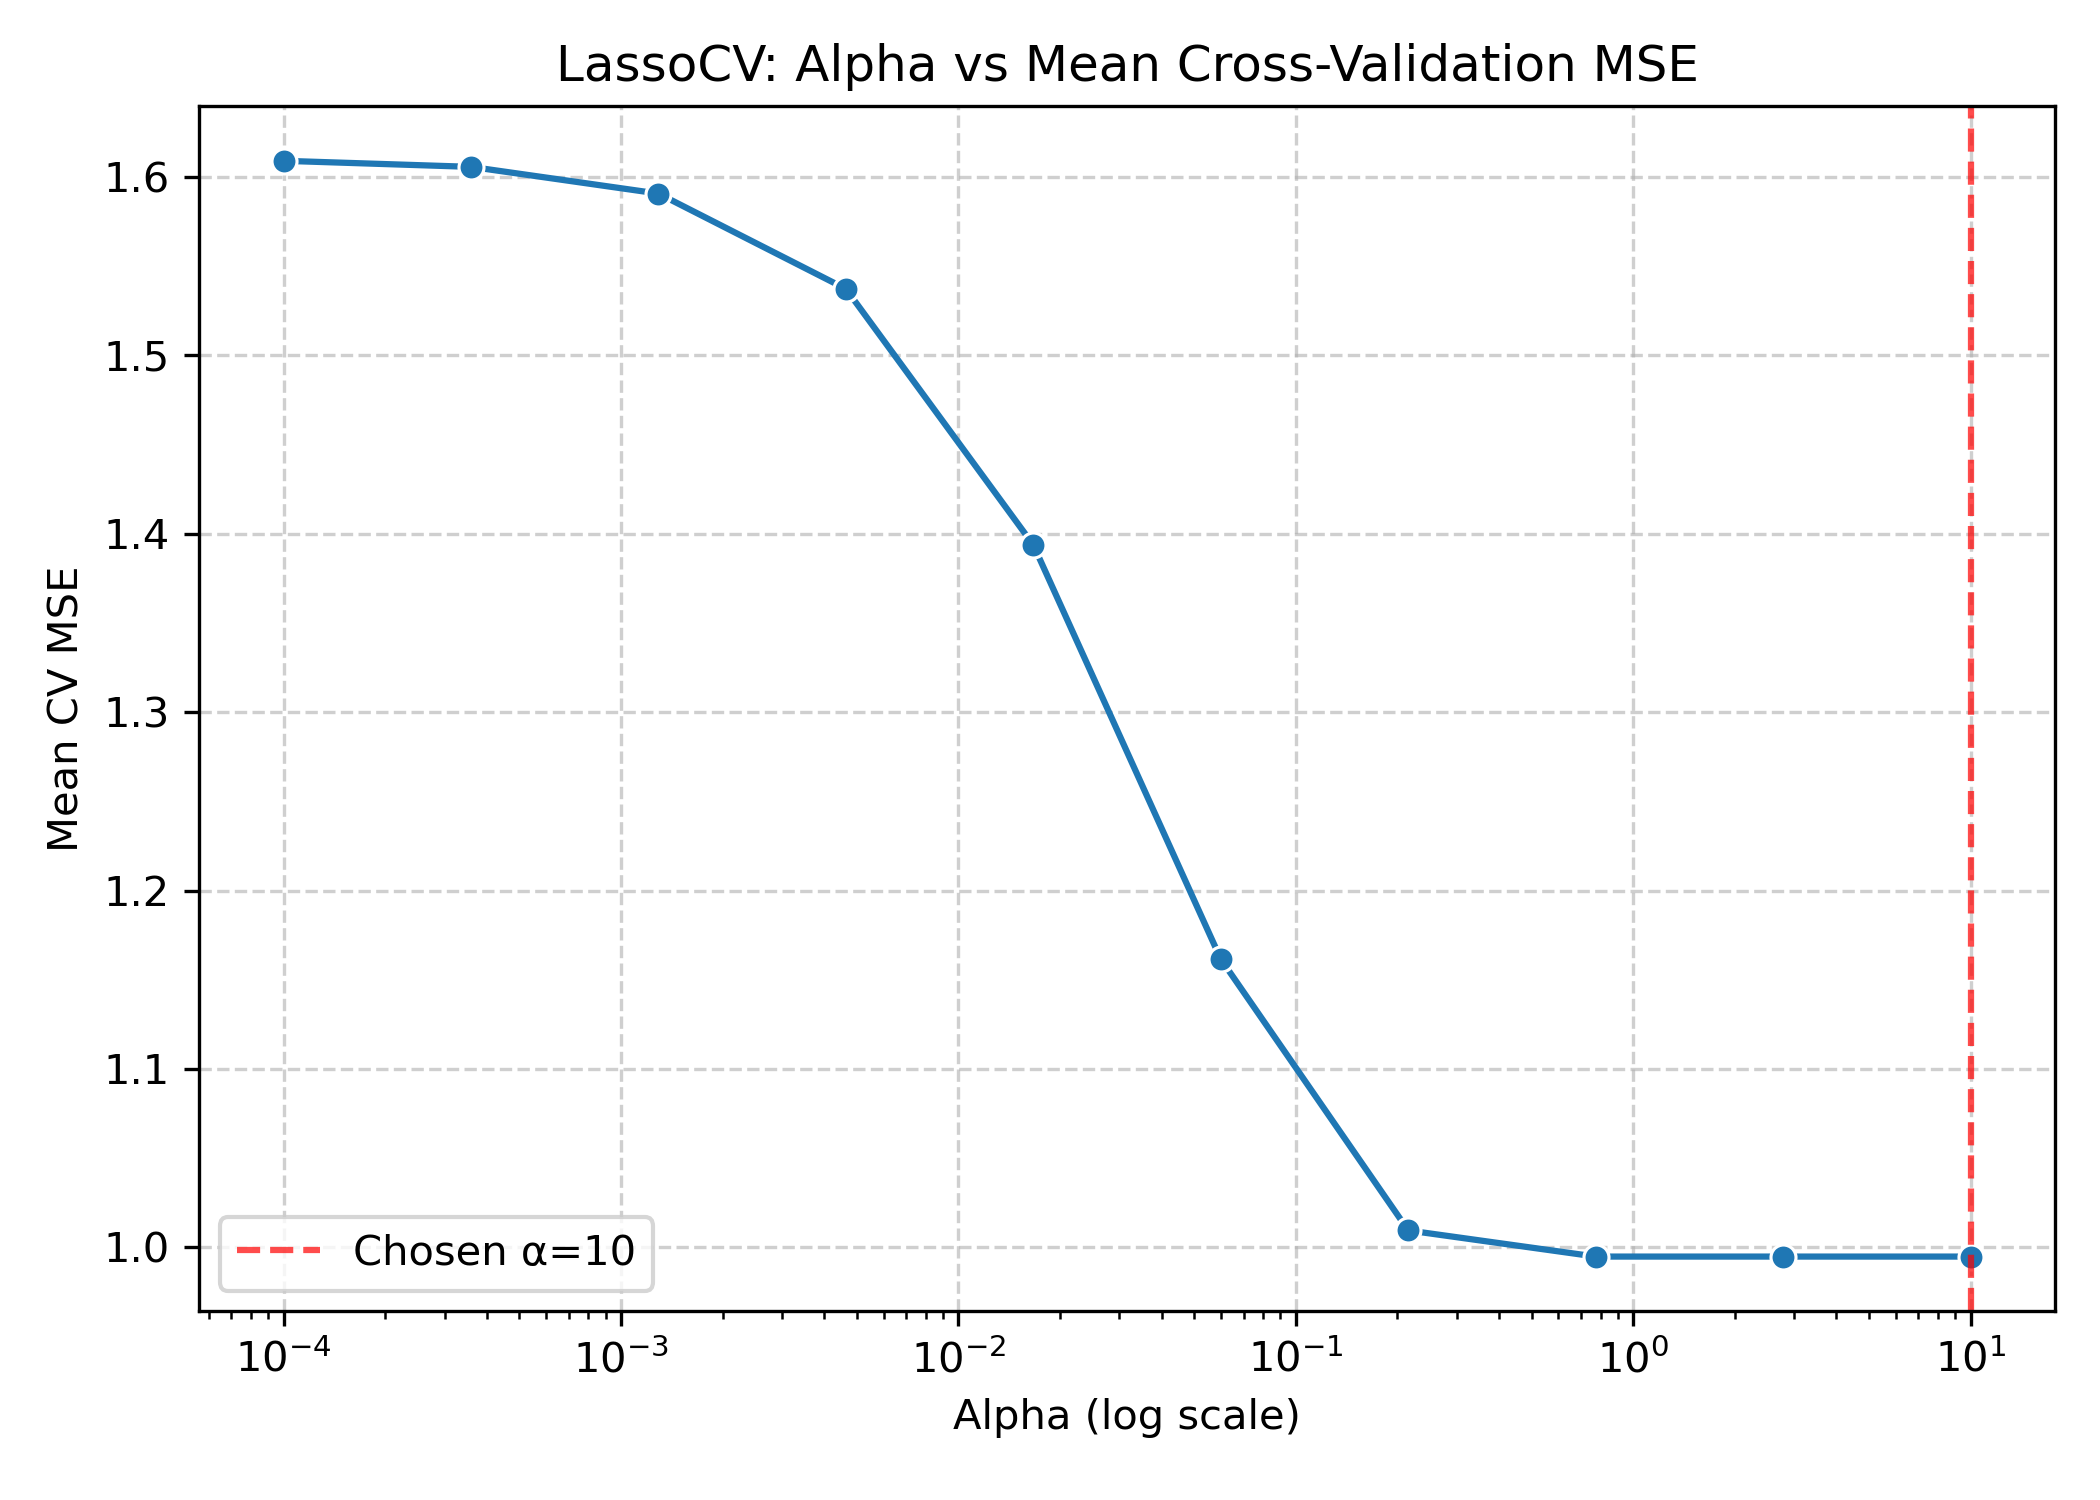 LassoCV: Alpha vs Mean Cross-Validation MSE
Mean CV MSE
1.6
1.5
1.4
1.3
1.2
1.1
1.0
Chosen α=10
10⁻⁴ 10⁻³ 10⁻² 10⁻¹ 10⁰ 10¹
Alpha (log scale)